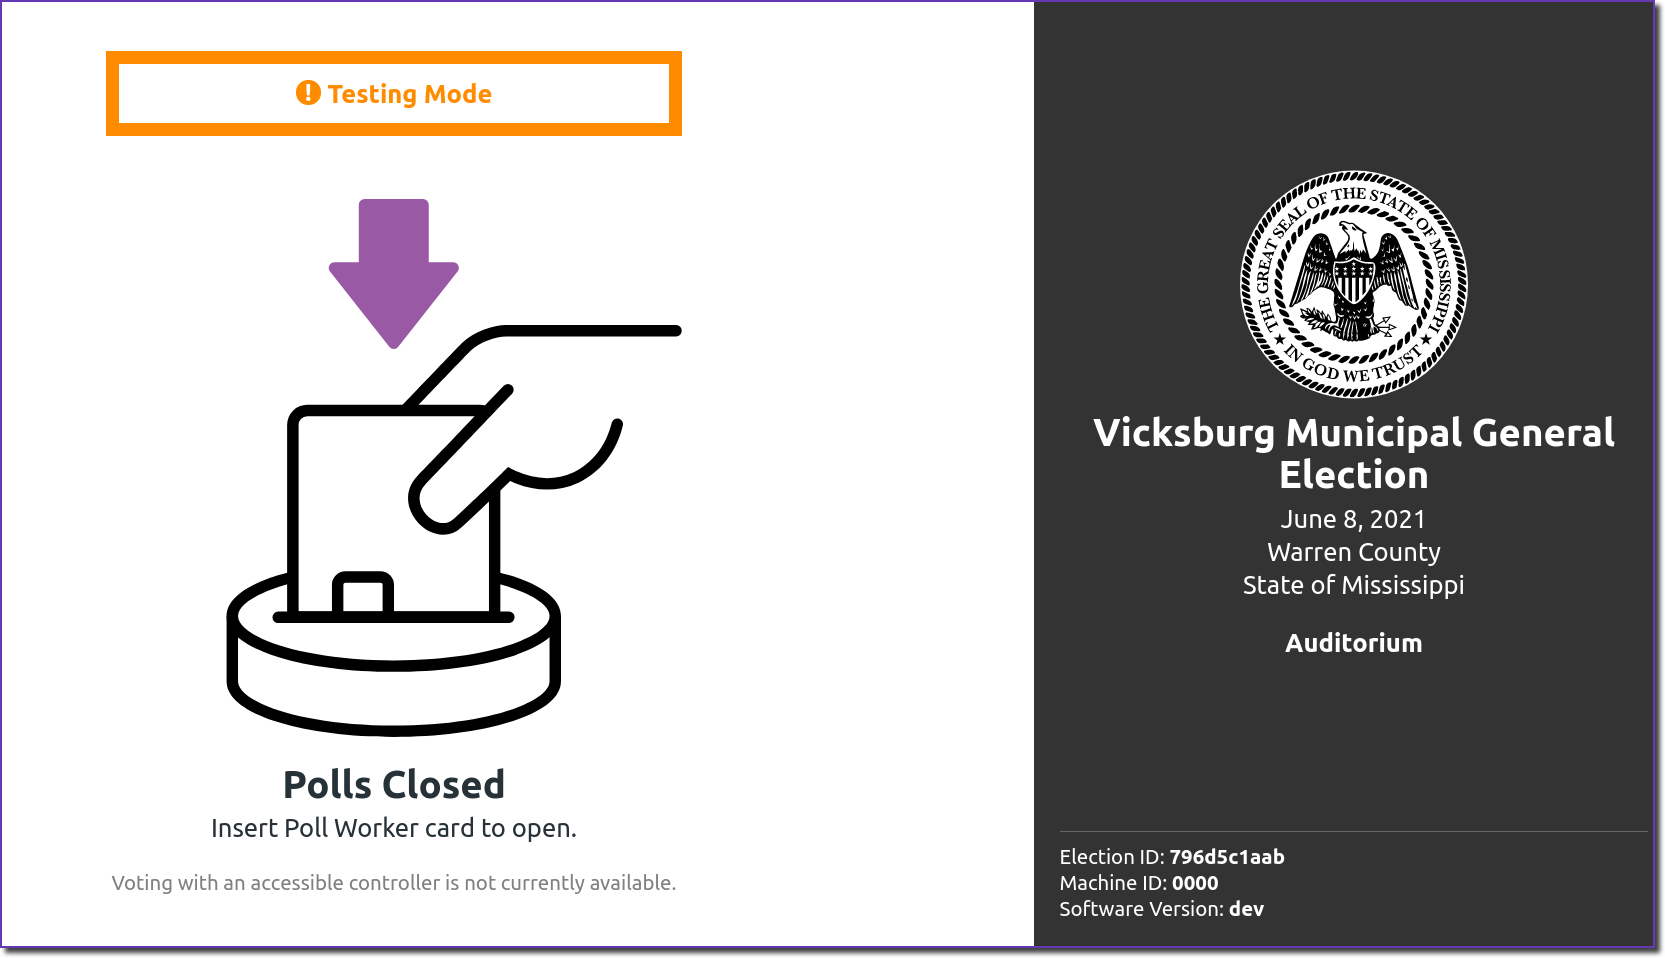 Testing Mode
Polls Closed
Insert Poll Worker card to open.
Voting with an accessible controller is not currently available.
THE GREAT SEAL OF THE STATE OF MISSISSIPPI
IN GOD WE TRUST
Vicksburg Municipal General
Election
June 8, 2021
Warren County
State of Mississippi
Auditorium
Election ID: 796d5c1aab
Machine ID: 0000
Software Version: dev